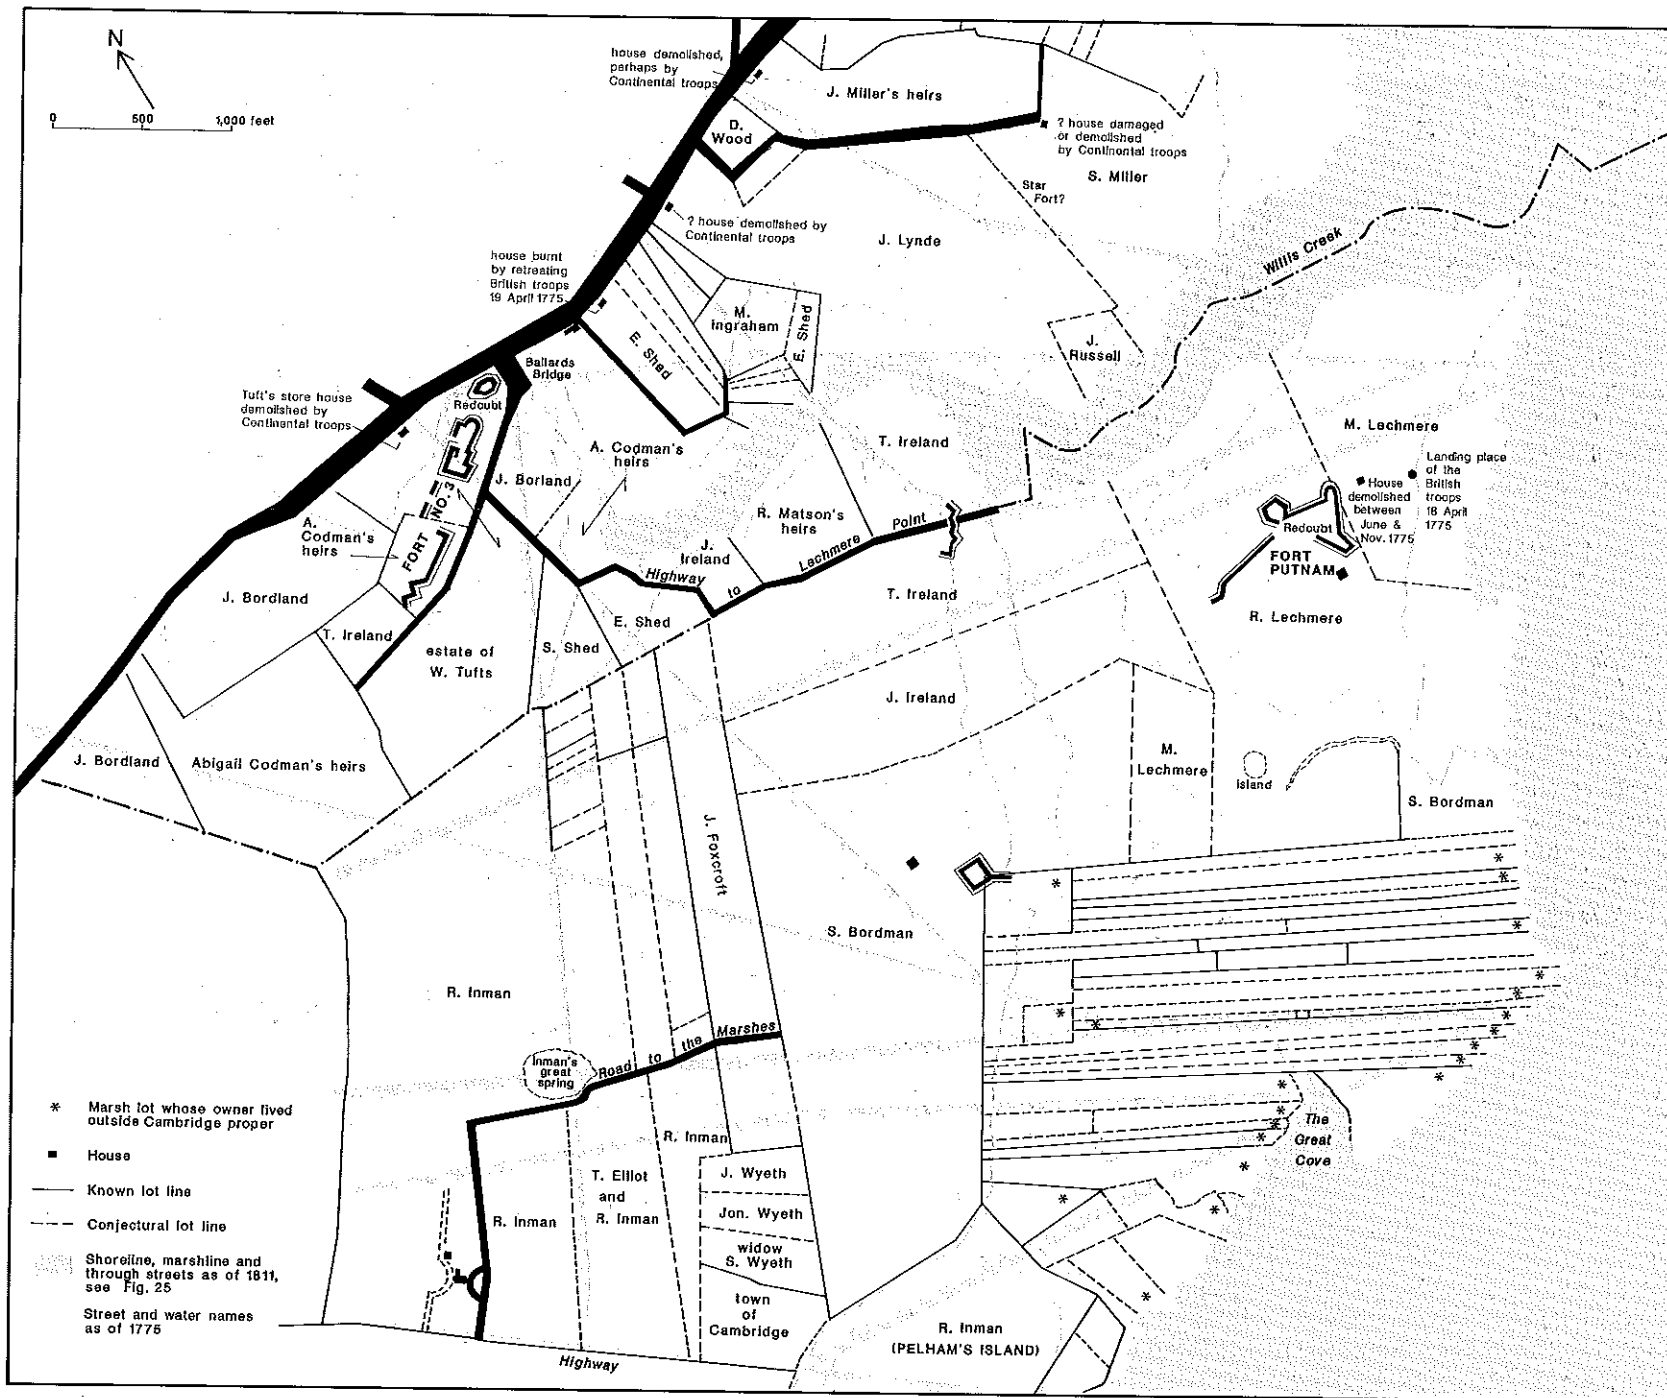 N
0 500 1,000 feet
house demolished,
perhaps by
Continental troops
J. Miller's heirs
D.
Wood
? house damaged
or demolished
by Continental troops
S. Miller
Star
Fort?
? house demolished by
Continental troops
J. Lynde
Willis Creek
house burnt
by retreating
British troops
19 April 1775
M.
Ingraham
E. Shed
E. Shed
J.
Russell
Ballards
Bridge
Tuft's store house
demolished by
Continental troops
Redoubt
FORT NO. 3
A. Codman's
heirs
T. Ireland
M. Lechmere
Landing place
of the
British
troops
18 April
1775
House
demolished
between
June &
Nov. 1775
Redoubt
FORT
PUTNAM
R. Lechmere
J. Borland
R. Matson's
heirs
A.
Codman's
heirs
J.
Ireland
Highway to Lechmere Point
T. Ireland
J. Bordland
T. Ireland
E. Shed
S. Shed
estate of
W. Tufts
J. Ireland
J. Bordland
Abigail Codman's heirs
M.
Lechmere
Island
S. Bordman
J. Foxcroft
S. Bordman
R. Inman
Inman's
great
spring
Road to the Marshes
R. Inman
The
Great
Cove
T. Elliot
and
R. Inman
R. Inman
J. Wyeth
Jon. Wyeth
widow
S. Wyeth
town
of
Cambridge
R. Inman
(PELHAM'S ISLAND)
Highway
* Marsh lot whose owner lived
outside Cambridge proper
House
Known lot line
Conjectural lot line
Shoreline, marshline and
through streets as of 1811,
see Fig. 25
Street and water names
as of 1775